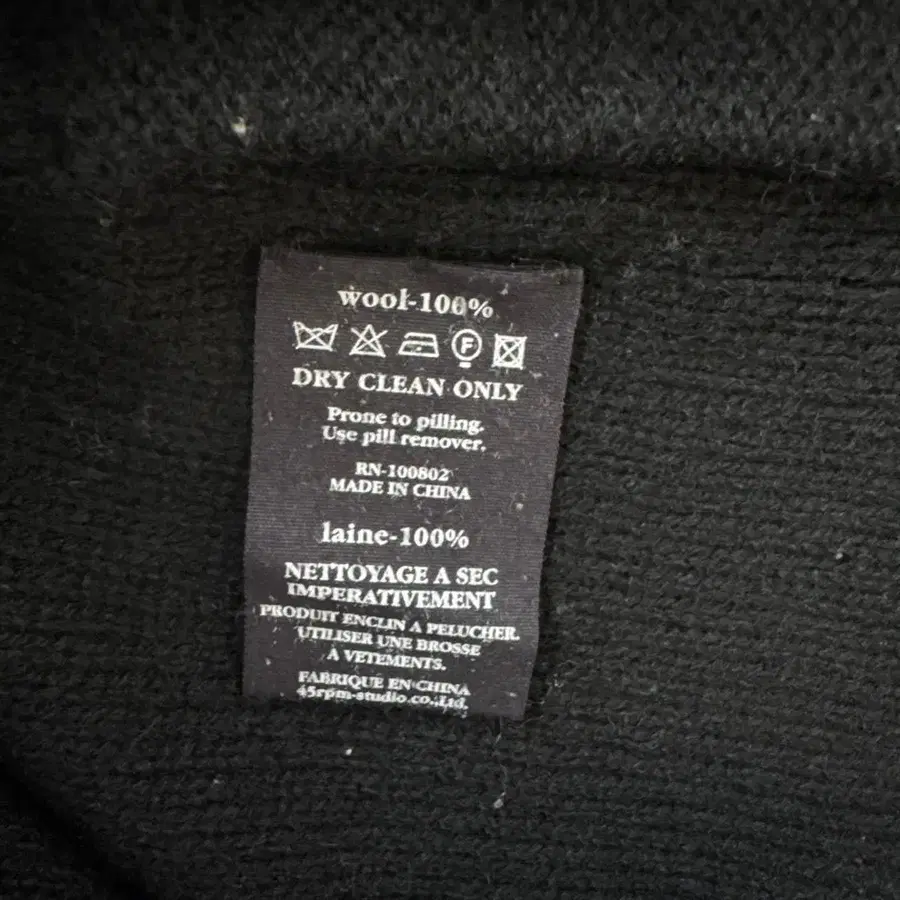 wool-100%
F
DRY CLEAN ONLY
Prone to pilling.
Use pill remover.
RN-100802
MADE IN CHINA
laine-100%
NETTOYAGE A SEC
IMPERATIVEMENT
PRODUIT ENCLIN A PELUCHER.
UTILISER UNE BROSSE
À VETEMENTS.
FABRIQUE EN CHINA
45rpm-studio co.,Ltd.